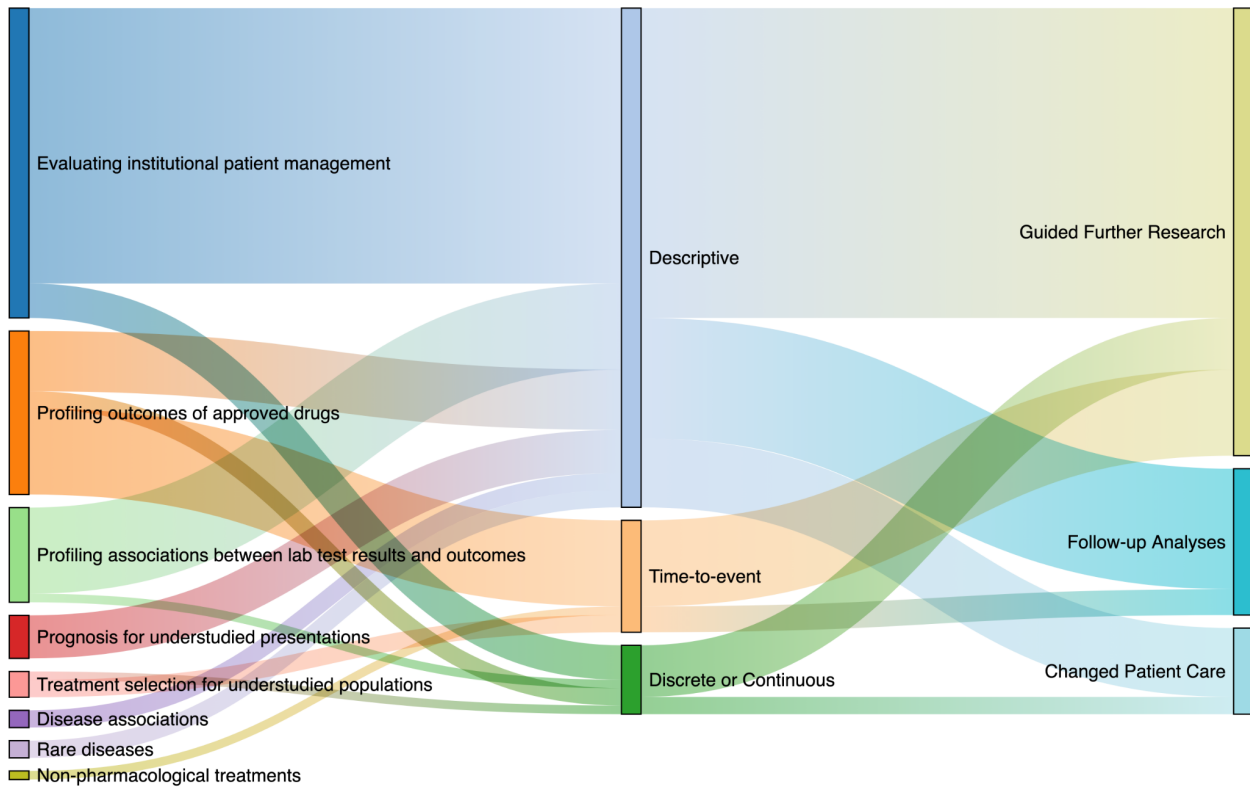 Evaluating institutional patient management
Profiling outcomes of approved drugs
Profiling associations between lab test results and outcomes
Prognosis for understudied presentations
Treatment selection for understudied populations
Disease associations
Rare diseases
Non-pharmacological treatments
Descriptive
Time-to-event
Discrete or Continuous
Guided Further Research
Follow-up Analyses
Changed Patient Care